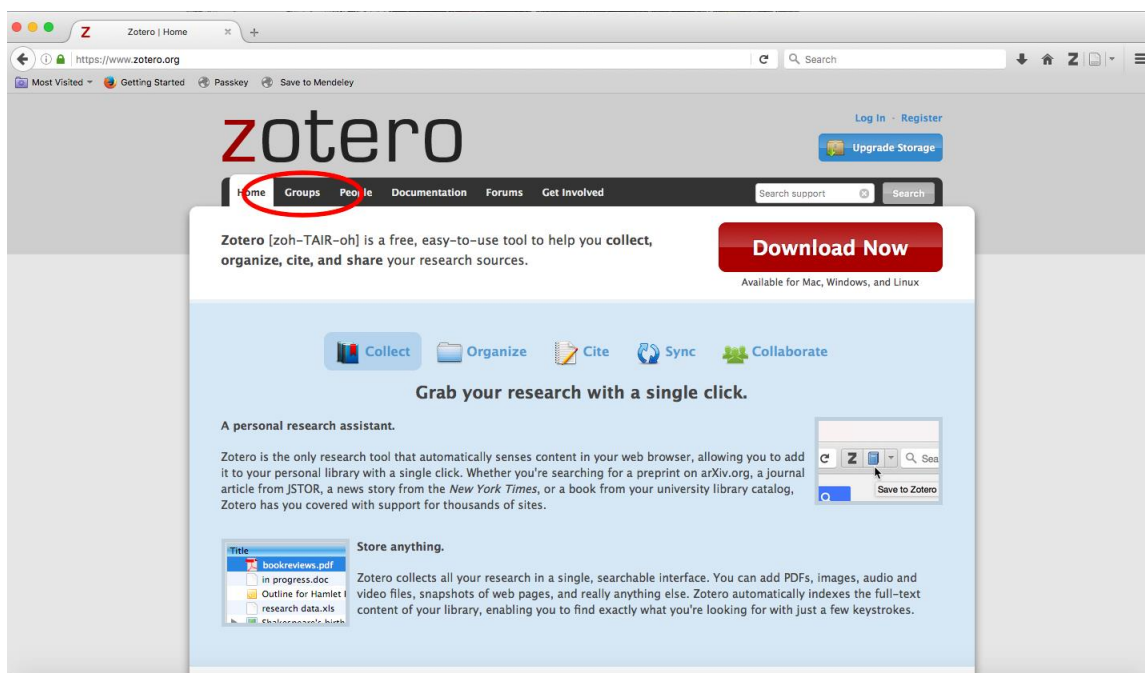 Zotero | Home
https://www.zotero.org
Search
Most Visited
Getting Started
Passkey
Save to Mendeley
zotero
Log In · Register
Upgrade Storage
Home Groups People Documentation Forums Get Involved
Search support
Search
Zotero [zoh-TAIR-oh] is a free, easy-to-use tool to help you collect,
organize, cite, and share your research sources.
Download Now
Available for Mac, Windows, and Linux
Collect Organize Cite Sync Collaborate
Grab your research with a single click.
A personal research assistant.
Zotero is the only research tool that automatically senses content in your web browser, allowing you to add
it to your personal library with a single click. Whether you're searching for a preprint on arXiv.org, a journal
article from JSTOR, a news story from the New York Times, or a book from your university library catalog,
Zotero has you covered with support for thousands of sites.
Z
Sea
Save to Zotero
Title
bookreviews.pdf
in progress.doc
Outline for Hamlet
research data.xls
Shakespeare's birth
Store anything.
Zotero collects all your research in a single, searchable interface. You can add PDFs, images, audio and
video files, snapshots of web pages, and really anything else. Zotero automatically indexes the full-text
content of your library, enabling you to find exactly what you're looking for with just a few keystrokes.